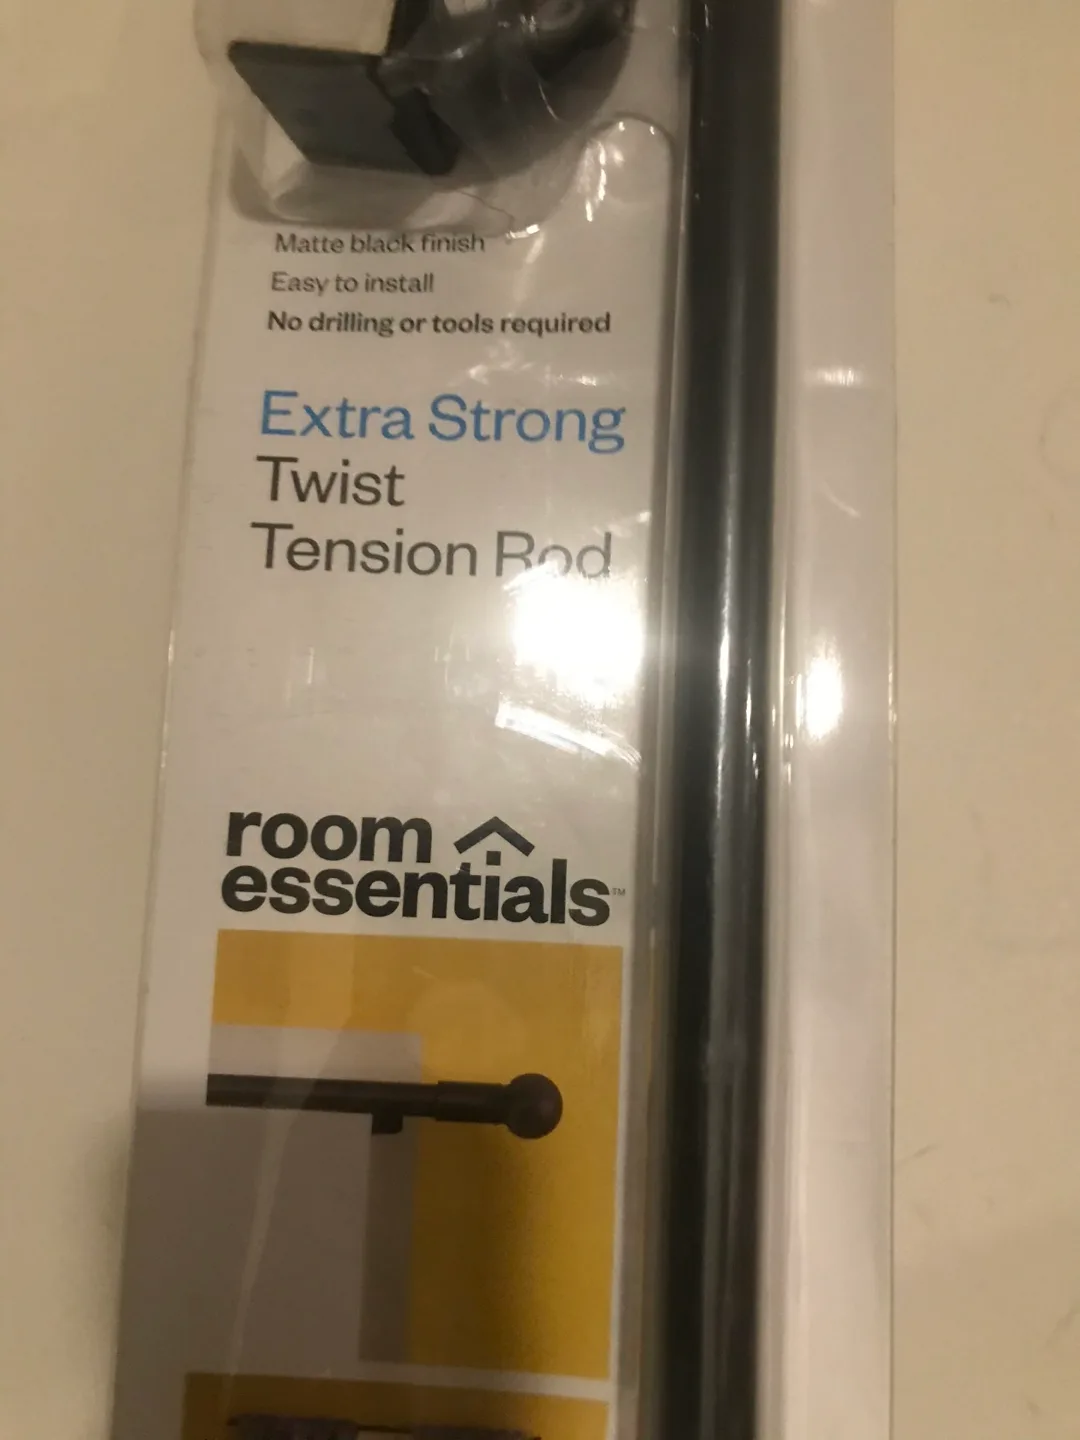 Matte black finish
Easy to install
No drilling or tools required
Extra Strong
Twist
Tension Rod
room
essentials™